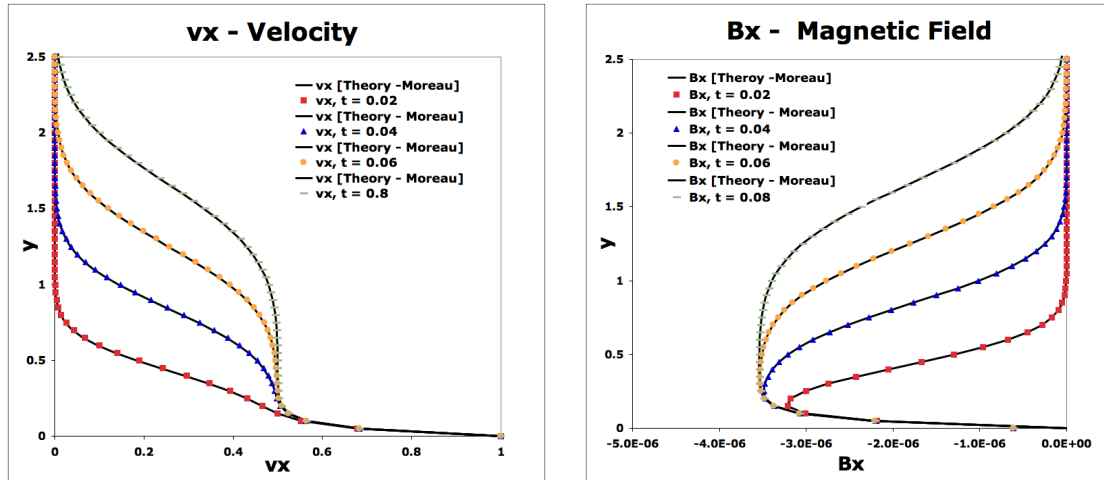 vx - Velocity
2.5
2
1.5
1
0.5
0
y
vx [Theory -Moreau]
vx, t = 0.02
vx [Theory - Moreau]
vx, t = 0.04
vx [Theory - Moreau]
vx, t = 0.06
vx [Theory - Moreau]
vx, t = 0.8
0 0.2 0.4 0.6 0.8 1
vx
Bx - Magnetic Field
2.5
2
1.5
1
0.5
0
y
Bx [Theroy -Moreau]
Bx, t = 0.02
Bx [Theory - Moreau]
Bx, t = 0.04
Bx [Theory - Moreau]
Bx, t = 0.06
Bx [Theory - Moreau]
Bx, t = 0.08
-5.0E-06 -4.0E-06 -3.0E-06 -2.0E-06 -1.0E-06 0.0E+00
Bx